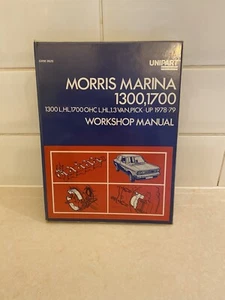 UNIPART
MORRIS MARINA
1300,1700
1300 L,HL,1700 OHC L,HL,1.3 VAN,PICK-UP 1978-79
WORKSHOP MANUAL